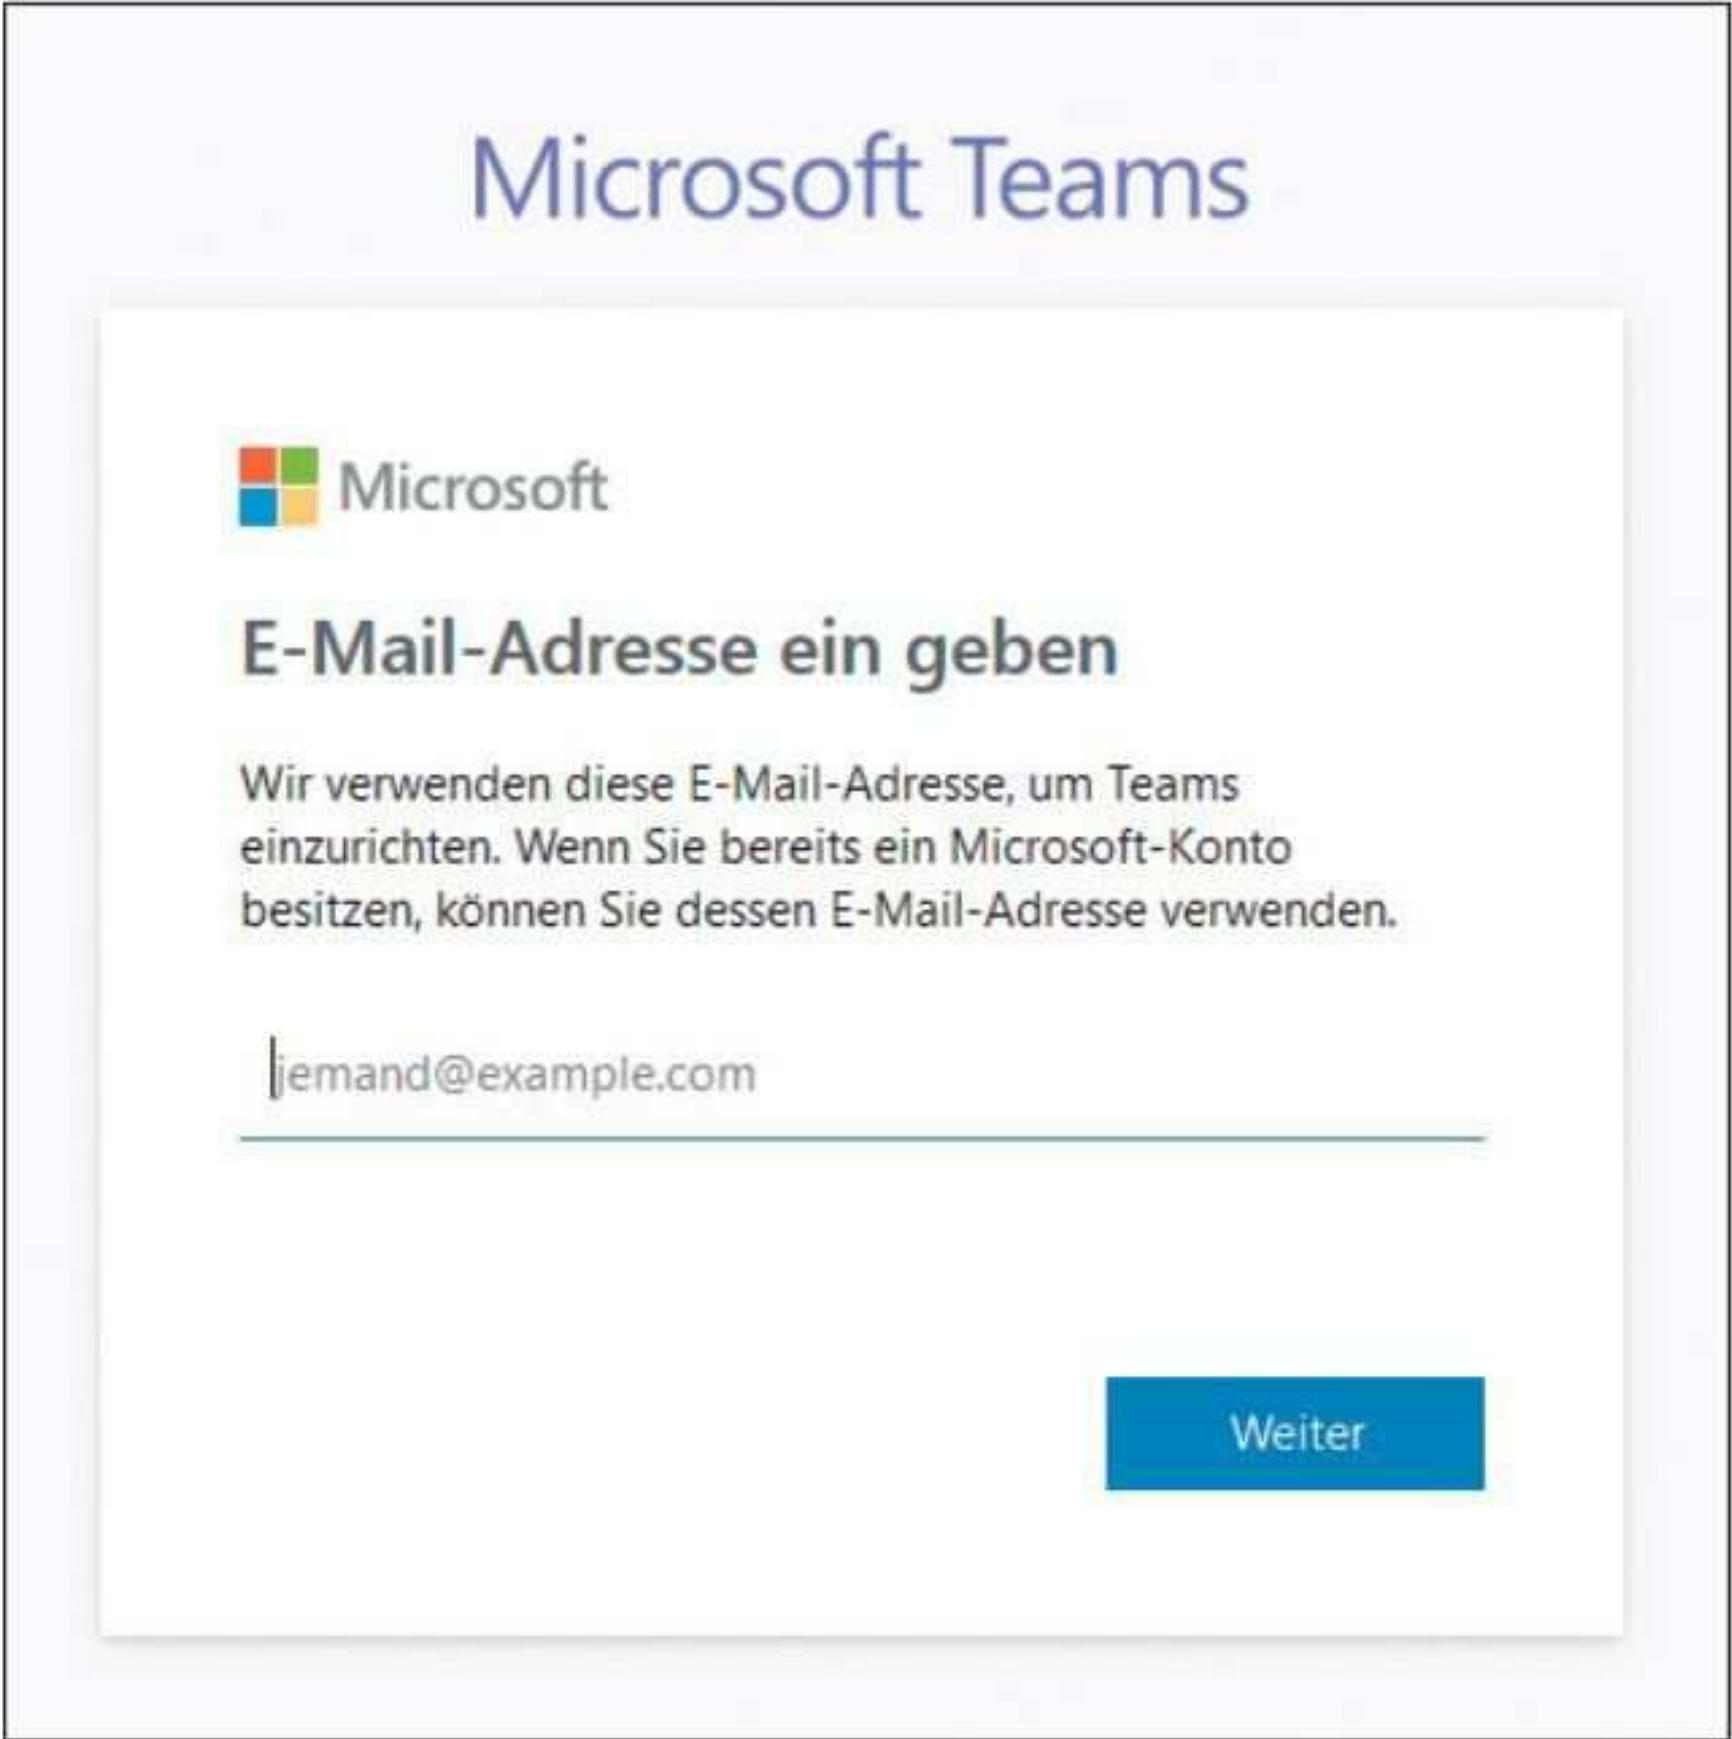 Microsoft Teams
Microsoft
E-Mail-Adresse ein geben
Wir verwenden diese E-Mail-Adresse, um Teams
einzurichten. Wenn Sie bereits ein Microsoft-Konto
besitzen, können Sie dessen E-Mail-Adresse verwenden.
jemand@example.com
Weiter